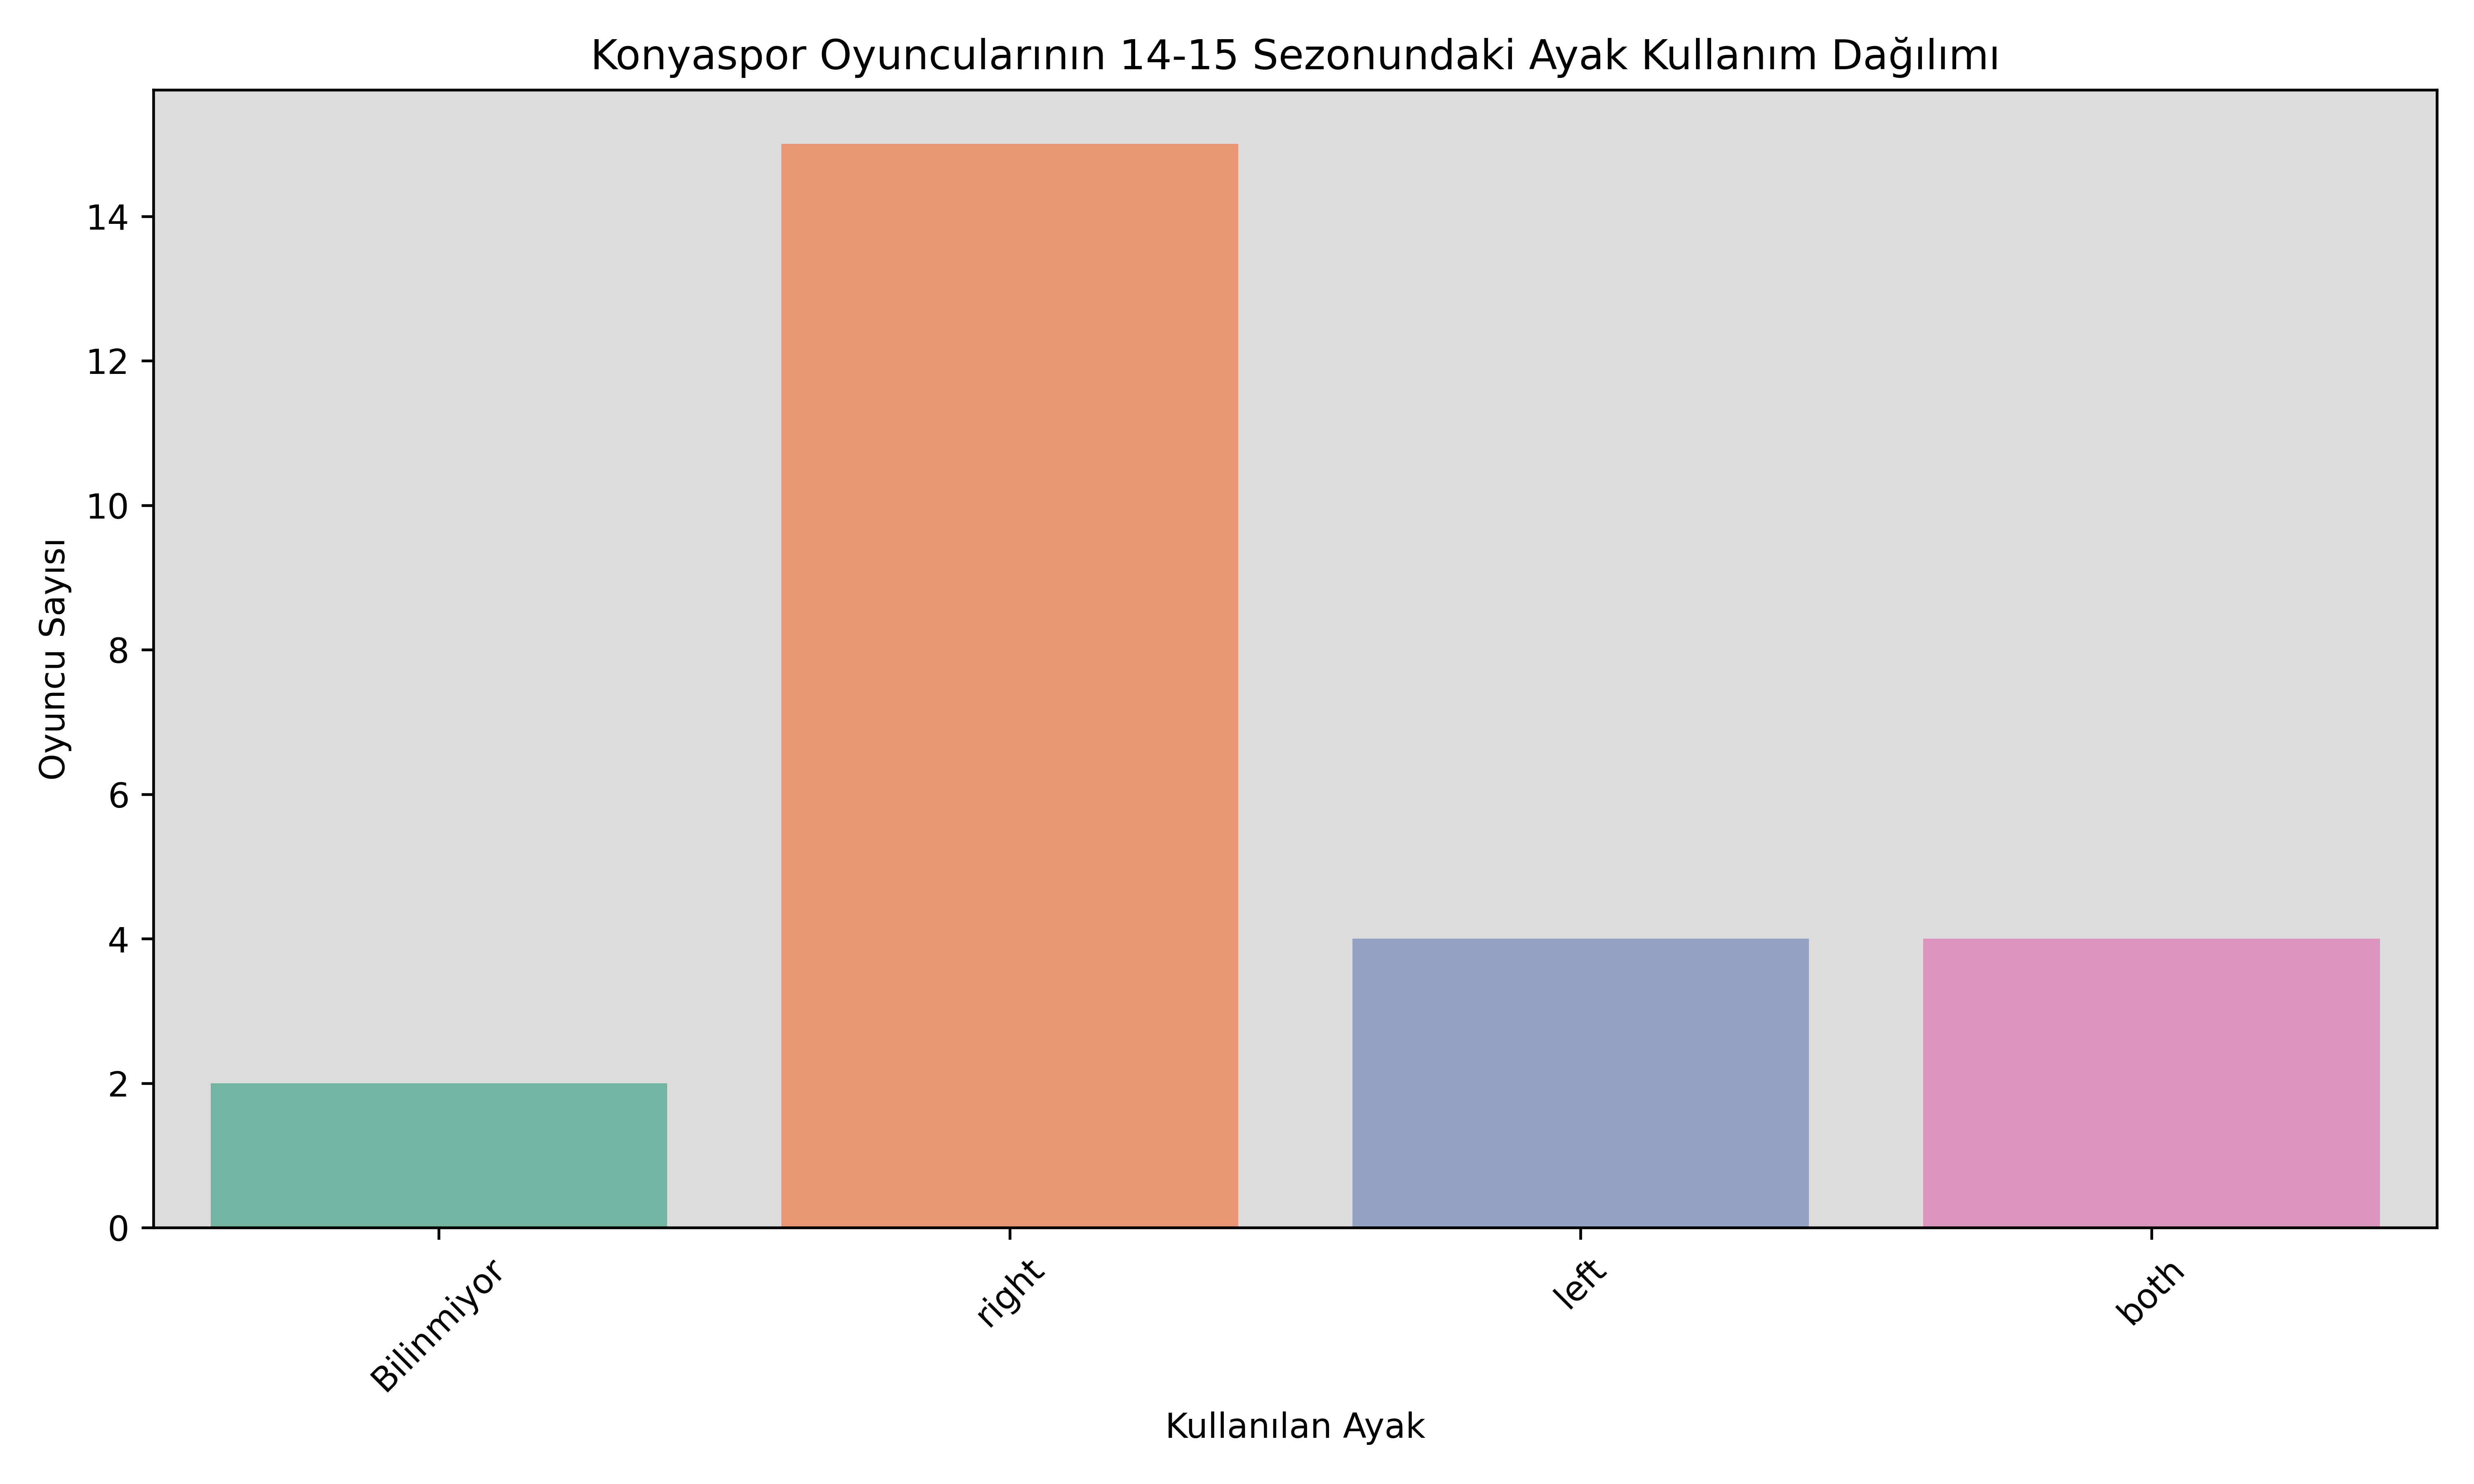 Konyaspor Oyuncularının 14-15 Sezonundaki Ayak Kullanım Dağılımı
Oyuncu Sayısı
14
12
10
8
6
4
2
0
Bilinmiyor
right
left
both
Kullanılan Ayak